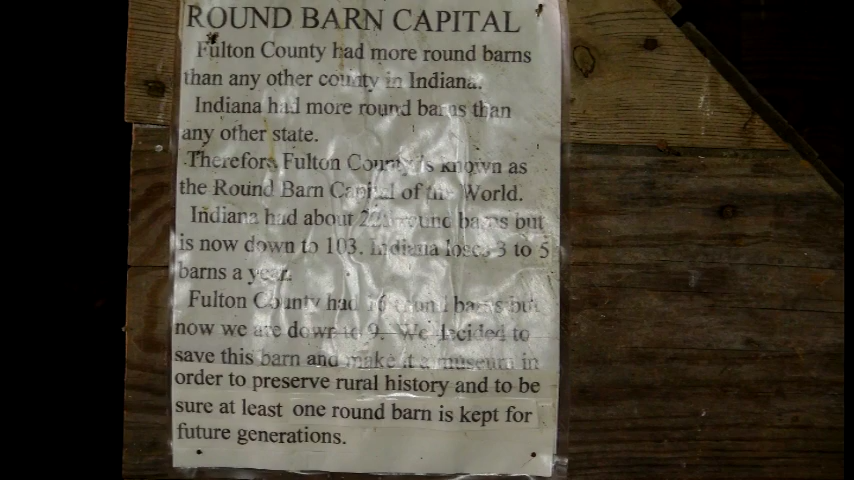 ROUND BARN CAPITAL
Fulton County had more round barns
than any other county in Indiana.
Indiana had more round barns than
any other state.
Therefore Fulton County is known as
the Round Barn Capital of the World.
Indiana had about round barns but
is now down to 103. Indiana loses 3 to 5
barns a year.
Fulton County had round barns but
now we are down to 9. We decided to
save this barn and make it a museum in
order to preserve rural history and to be
sure at least one round barn is kept for
future generations.